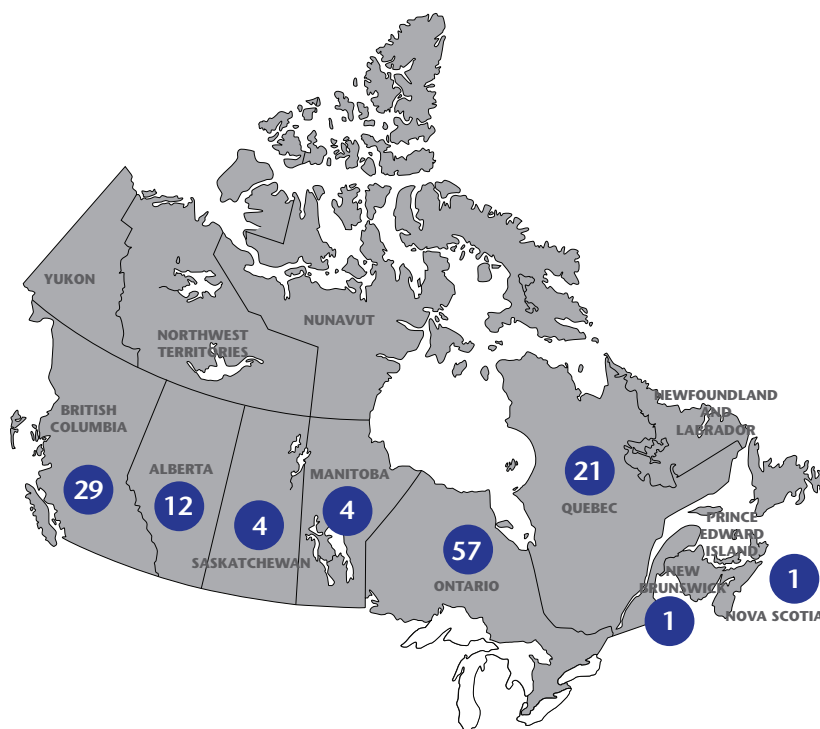 YUKON
NORTHWEST
TERRITORIES
NUNAVUT
BRITISH
COLUMBIA
29
ALBERTA
12
4
SASKATCHEWAN
MANITOBA
4
57
ONTARIO
21
QUEBEC
NEWFOUNDLAND
AND
LABRADOR
PRINCE
EDWARD
ISLAND
NEW
BRUNSWICK
1
1
NOVA SCOTIA